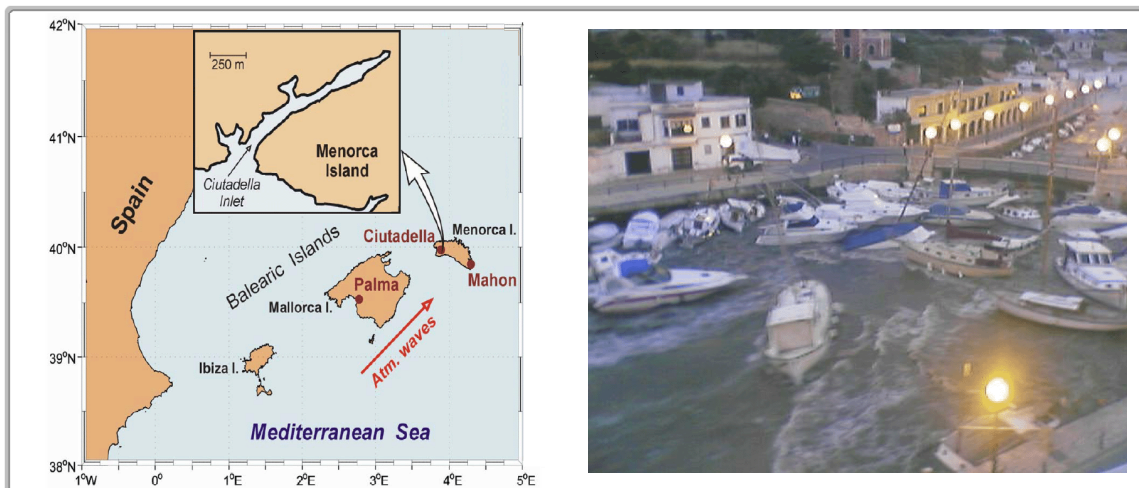 42°N
41°N
40°N
39°N
38°N
1°W
0°
1°E
2°E
3°E
4°E
5°E
250 m
Menorca
Island
Ciutadella
Inlet
Spain
Balearic Islands
Ciutadella
Menorca I.
Mahon
Palma
Mallorca I.
Ibiza I.
Atm. waves
Mediterranean Sea